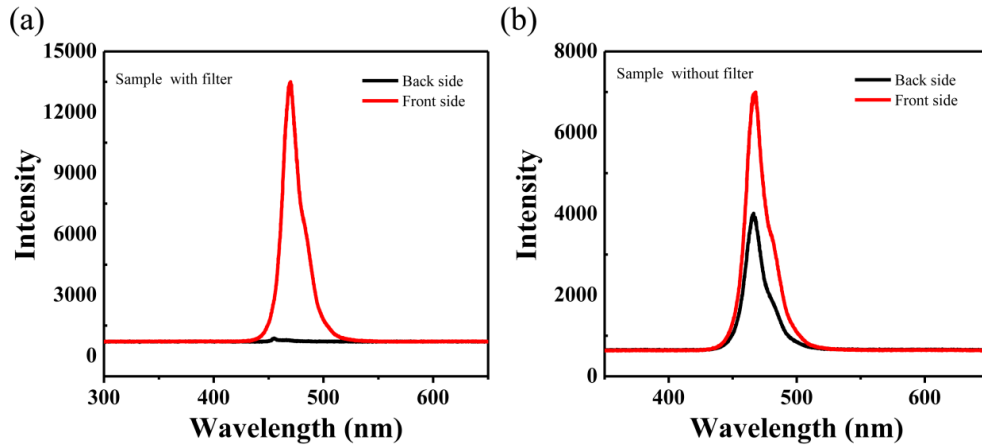 (a)
15000
12000
9000
6000
3000
0
Intensity
Sample with filter
Back side
Front side
300
400
500
600
Wavelength (nm)
(b)
8000
6000
4000
2000
0
Intensity
Sample without filter
Back side
Front side
400
500
600
Wavelength (nm)